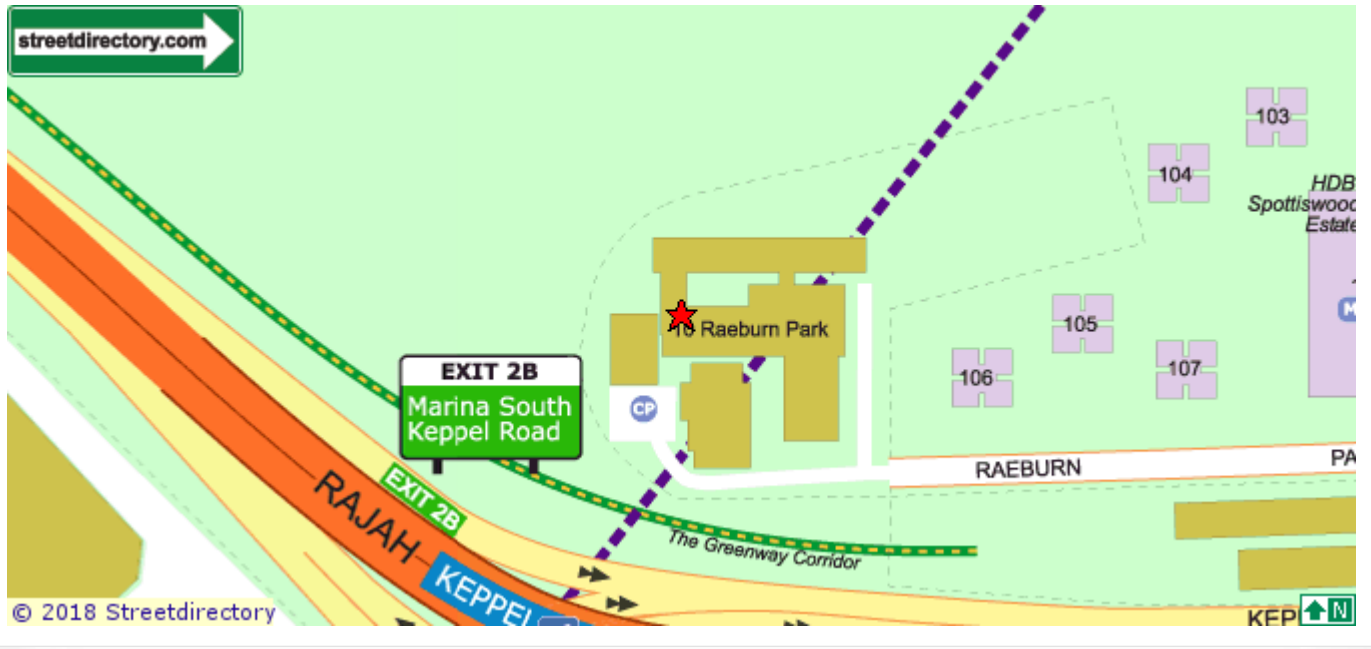 streetdirectory.com
103
104
HDB
Spottiswood
Estate
10 Raeburn Park
105
M
107
106
EXIT 2B
Marina South
Keppel Road
CP
RAEBURN
PA
EXIT 2B
RAJAH
The Greenway Corridor
KEPPEL
© 2018 Streetdirectory
KEPP
N